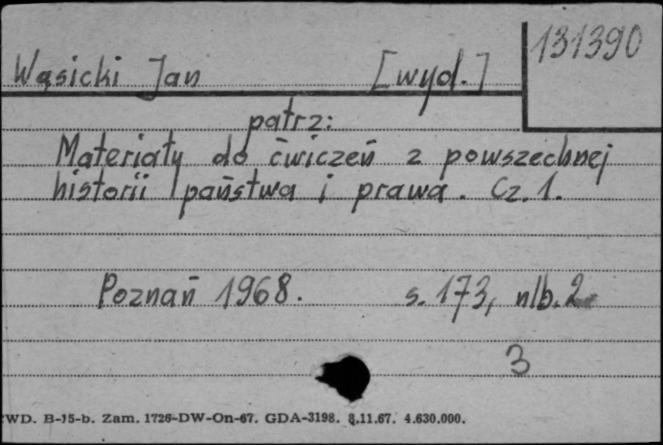 131390
Wąsicki Jan [wyd.]
patrz:
Materiały do ćwiczeń z powszechnej
historii państwa i prawa. Cz. 1.
Poznań 1968. s. 173, nlb. 2
3
WD. B-15-b. Zam. 1726-DW-On-67. GDA-3198. 8.11.67. 4.630.000.